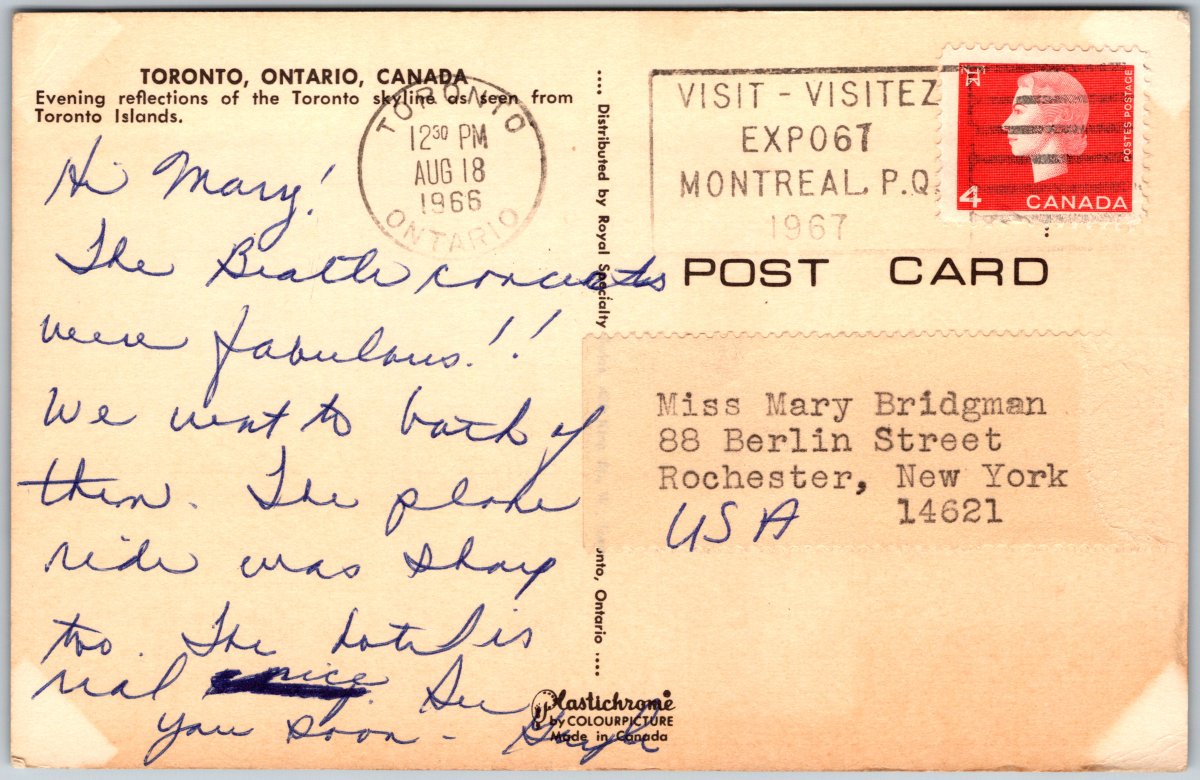 TORONTO, ONTARIO, CANADA
Evening reflections of the Toronto skyline as seen from
Toronto Islands.
TORONTO
12³⁰ PM
AUG 18
1966
ONTARIO
VISIT - VISITEZ
EXPO67
MONTREAL, P.Q.
1967
POSTES POSTAGE
4 CANADA
POST CARD
Hi Mary!
The Beatle concerts
were fabulous!!
We went to both of
them. The plane
ride was sharp
too. The hotel is
real nice. See
you soon -
Distributed by Royal Specialty
onto, Ontario
Miss Mary Bridgman
88 Berlin Street
Rochester, New York
14621
USA
Plastichrome®
by COLOURPICTURE
Made in Canada